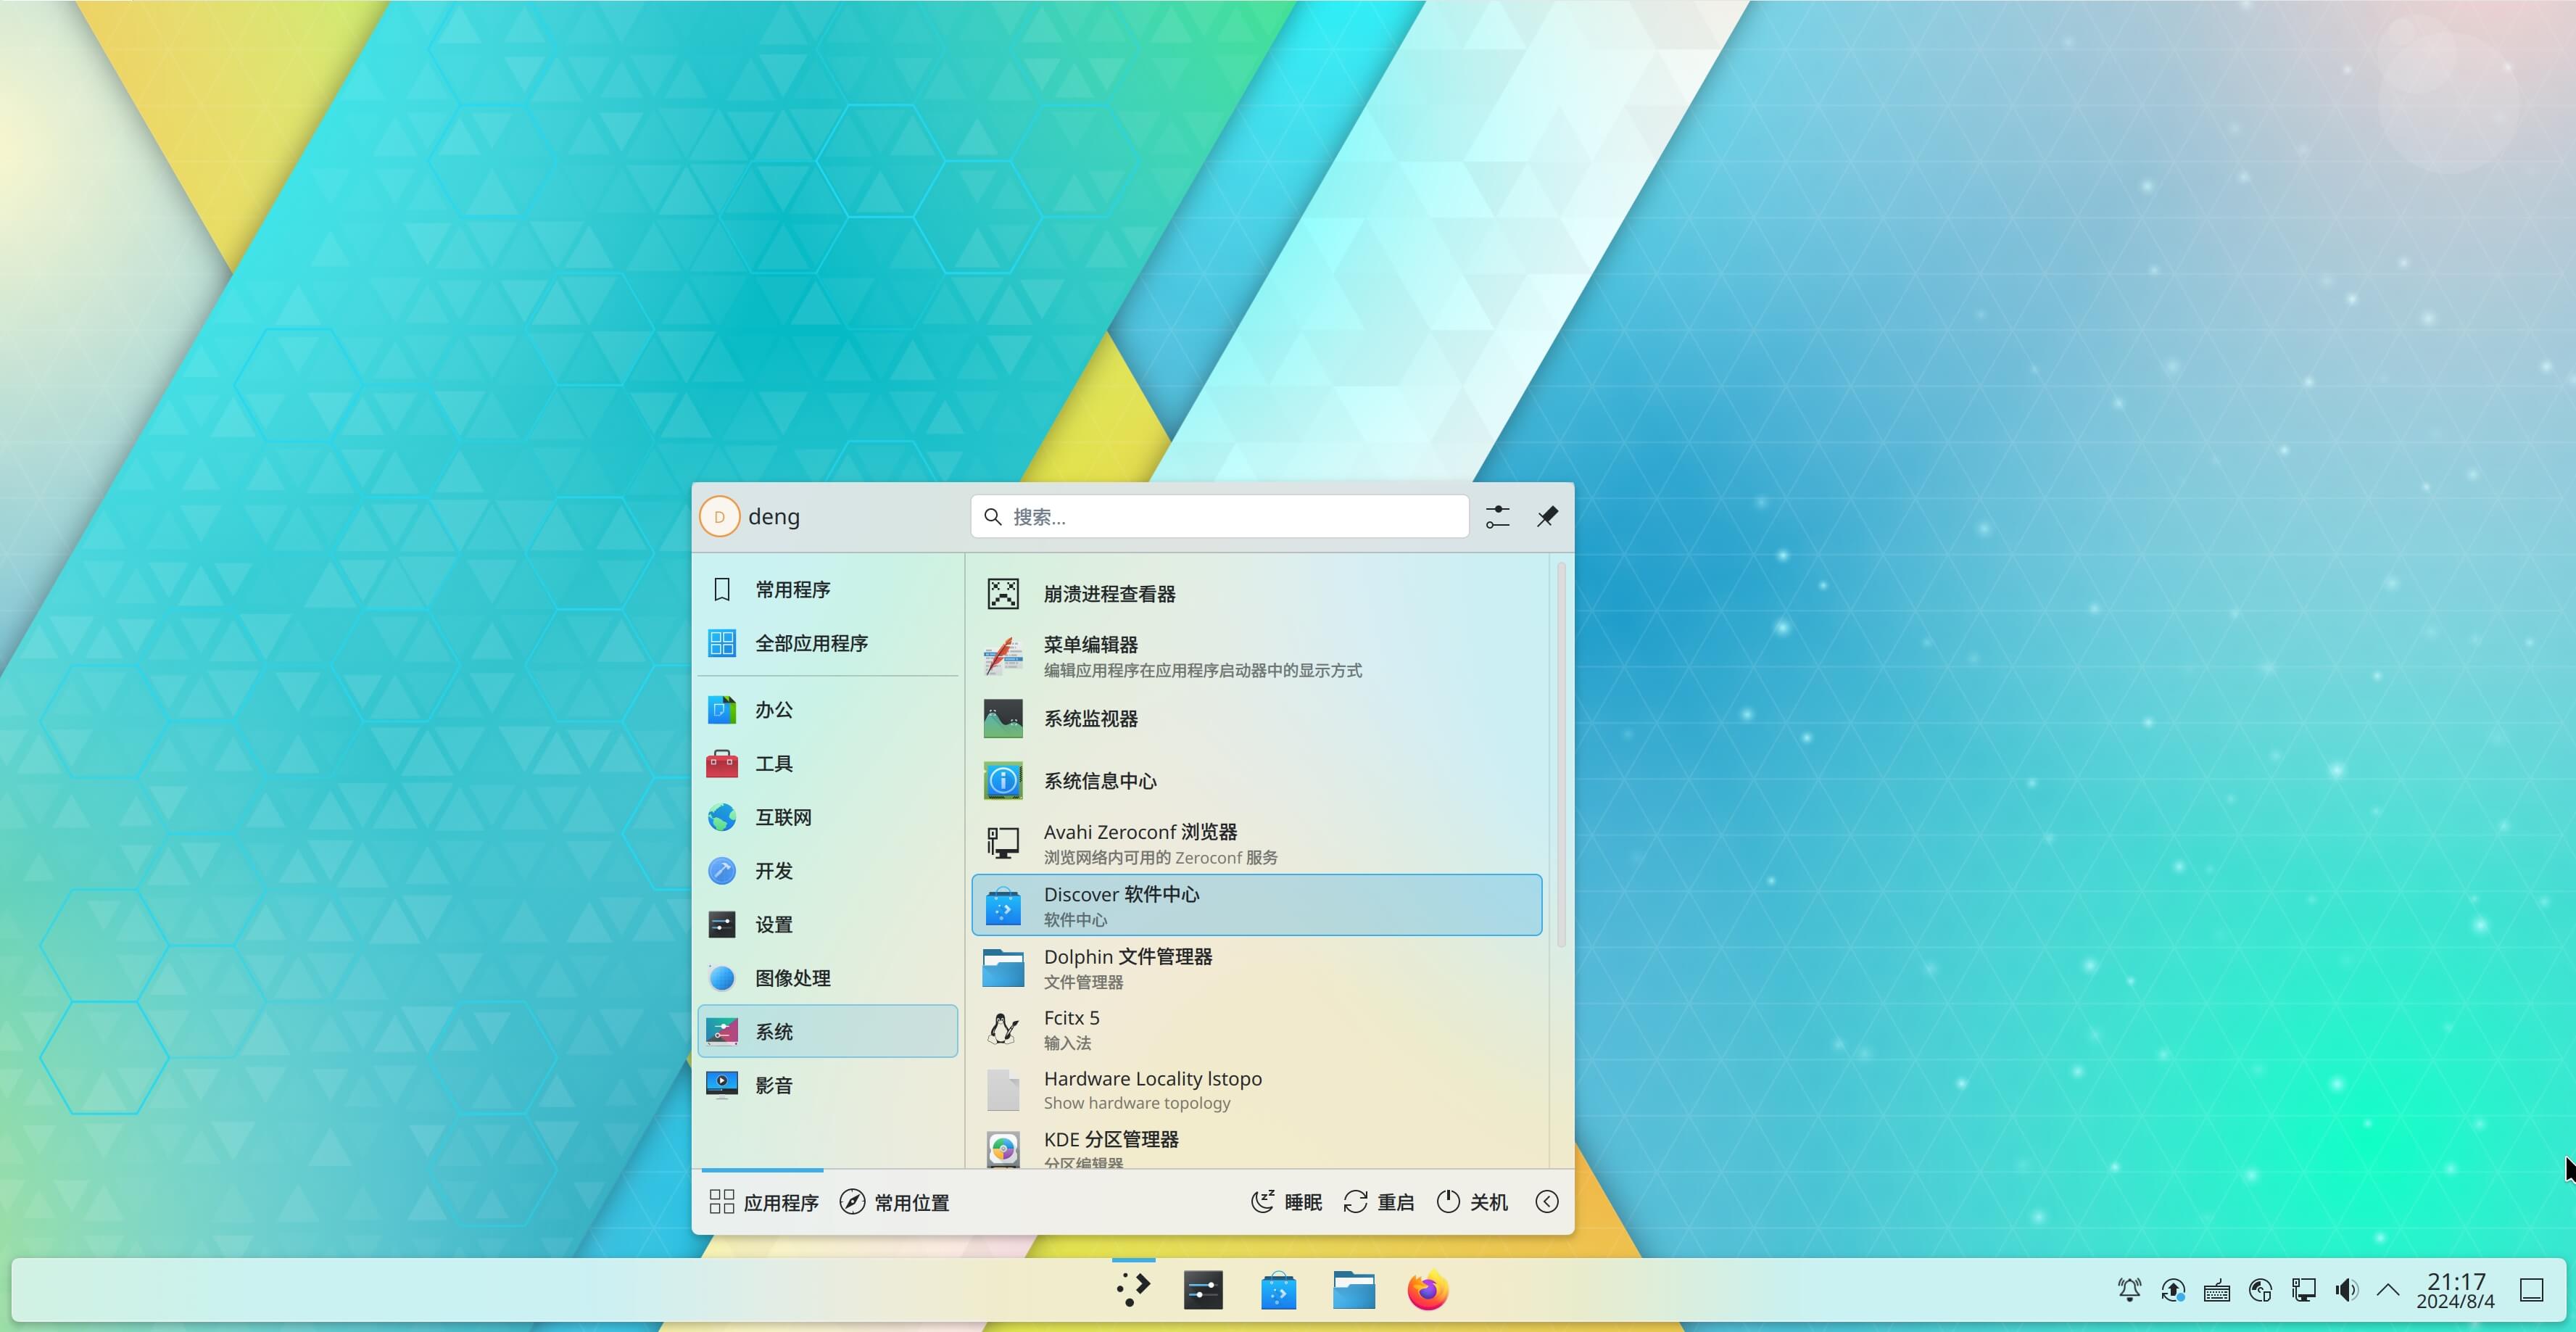 D deng
搜索...
常用程序
全部应用程序
办公
工具
互联网
开发
设置
图像处理
系统
影音
崩溃进程查看器
菜单编辑器
编辑应用程序在应用程序启动器中的显示方式
系统监视器
系统信息中心
Avahi Zeroconf 浏览器
浏览网络内可用的 Zeroconf 服务
Discover 软件中心
软件中心
Dolphin 文件管理器
文件管理器
Fcitx 5
输入法
Hardware Locality lstopo
Show hardware topology
KDE 分区管理器
分区编辑器
应用程序 常用位置 睡眠 重启 关机
21:17
2024/8/4